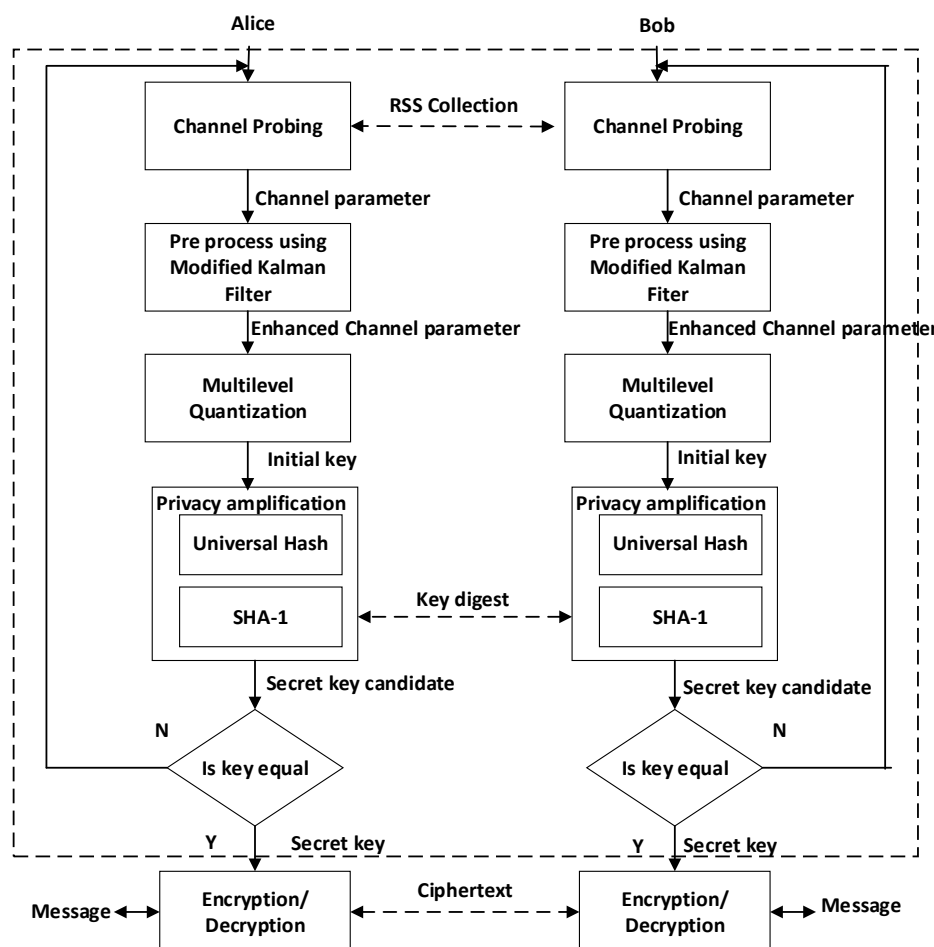 Alice
Bob
RSS Collection
Channel Probing
Channel Probing
Channel parameter
Channel parameter
Pre process using
Modified Kalman
Filter
Pre process using
Modified Kalman
Fiter
Enhanced Channel parameter
Enhanced Channel parameter
Multilevel
Quantization
Multilevel
Quantization
Initial key
Initial key
Privacy amplification
Universal Hash
SHA-1
Key digest
Privacy amplification
Universal Hash
SHA-1
Secret key candidate
Secret key candidate
N
Is key equal
N
Is key equal
Y
Secret key
Y
Secret key
Message
Encryption/
Decryption
Ciphertext
Encryption/
Decryption
Message